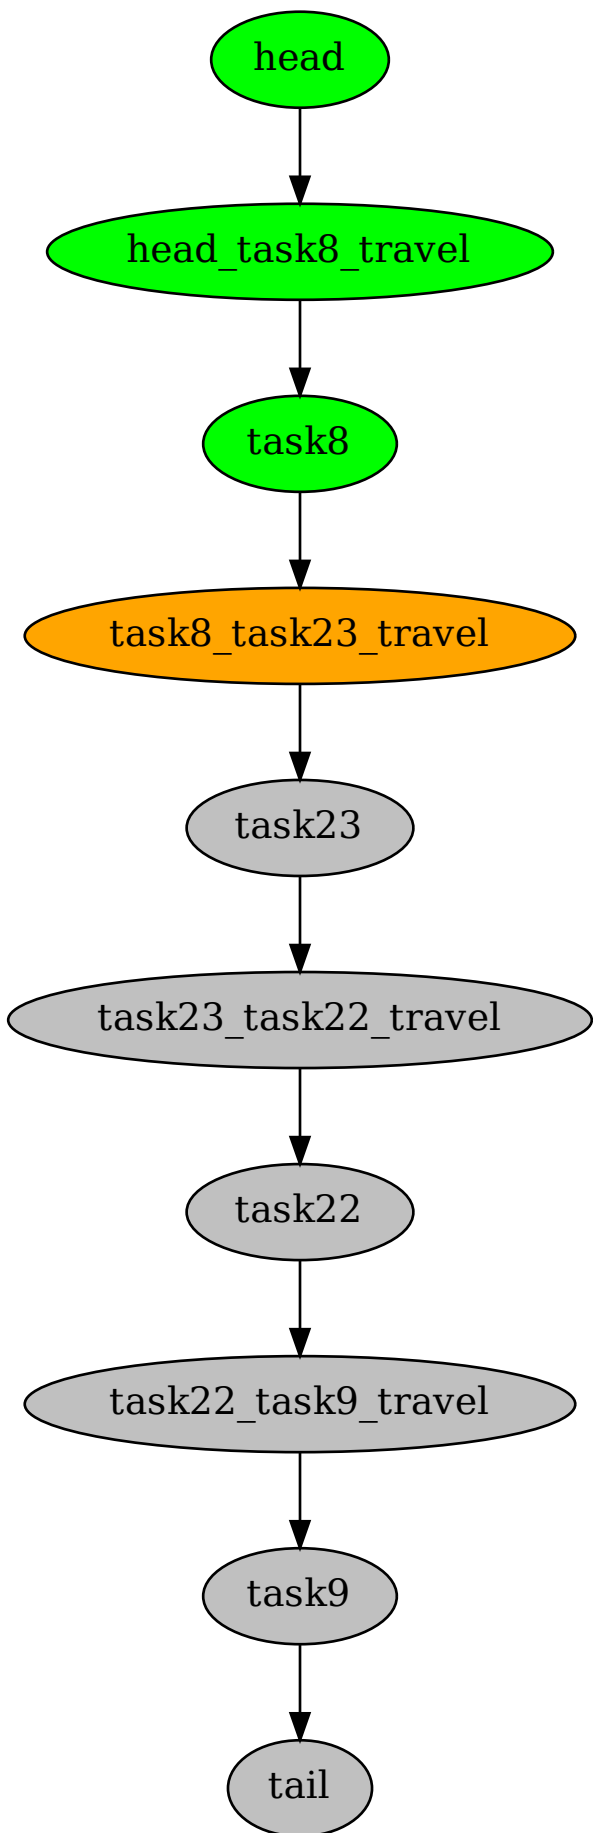 head
head_task8_travel
task8
task8_task23_travel
task23
task23_task22_travel
task22
task22_task9_travel
task9
tail